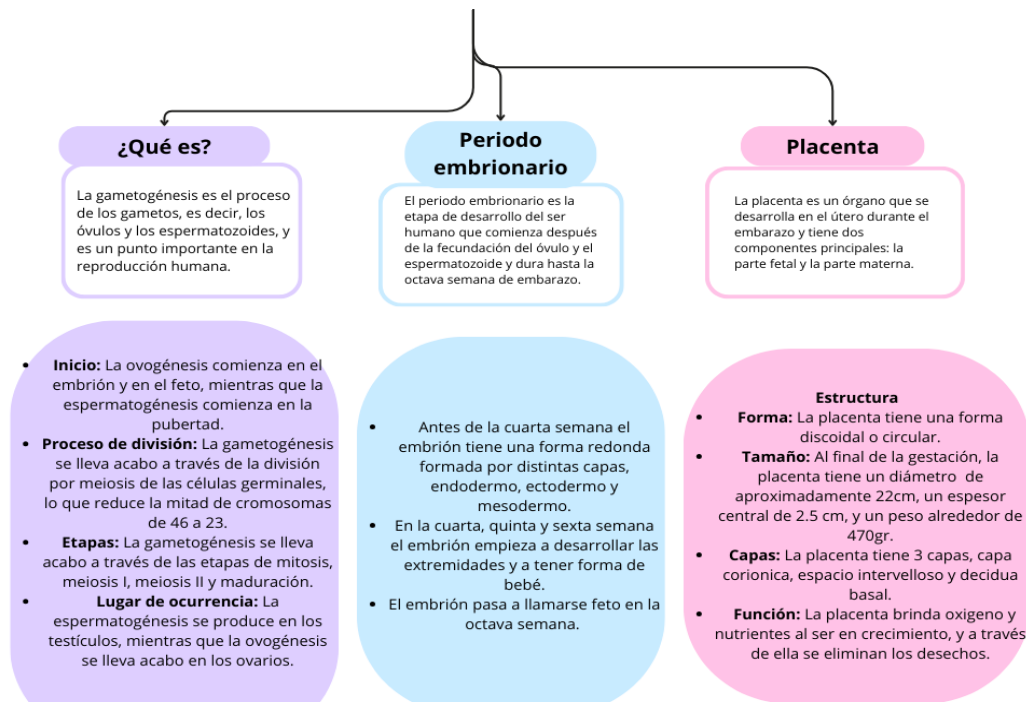 ¿Qué es?
La gametogénesis es el proceso
de los gametos, es decir, los
óvulos y los espermatozoides, y
es un punto importante en la
reproducción humana.
• Inicio: La ovogénesis comienza en el
embrión y en el feto, mientras que la
espermatogénesis comienza en la
pubertad.
• Proceso de división: La gametogénesis
se lleva acabo a través de la división
por meiosis de las células germinales,
lo que reduce la mitad de cromosomas
de 46 a 23.
• Etapas: La gametogénesis se lleva
acabo a través de las etapas de mitosis,
meiosis I, meiosis II y maduración.
• Lugar de ocurrencia: La
espermatogénesis se produce en los
testículos, mientras que la ovogénesis
se lleva acabo en los ovarios.
Periodo
embrionario
El periodo embrionario es la
etapa de desarrollo del ser
humano que comienza después
de la fecundación del óvulo y el
espermatozoide y dura hasta la
octava semana de embarazo.
• Antes de la cuarta semana el
embrión tiene una forma redonda
formada por distintas capas,
endodermo, ectodermo y
mesodermo.
• En la cuarta, quinta y sexta semana
el embrión empieza a desarrollar las
extremidades y a tener forma de
bebé.
• El embrión pasa a llamarse feto en la
octava semana.
Placenta
La placenta es un órgano que se
desarrolla en el útero durante el
embarazo y tiene dos
componentes principales: la
parte fetal y la parte materna.
Estructura
• Forma: La placenta tiene una forma
discoidal o circular.
• Tamaño: Al final de la gestación, la
placenta tiene un diámetro de
aproximadamente 22cm, un espesor
central de 2.5 cm, y un peso alrededor de
470gr.
• Capas: La placenta tiene 3 capas, capa
corionica, espacio intervelloso y decidua
basal.
• Función: La placenta brinda oxigeno y
nutrientes al ser en crecimiento, y a través
de ella se eliminan los desechos.